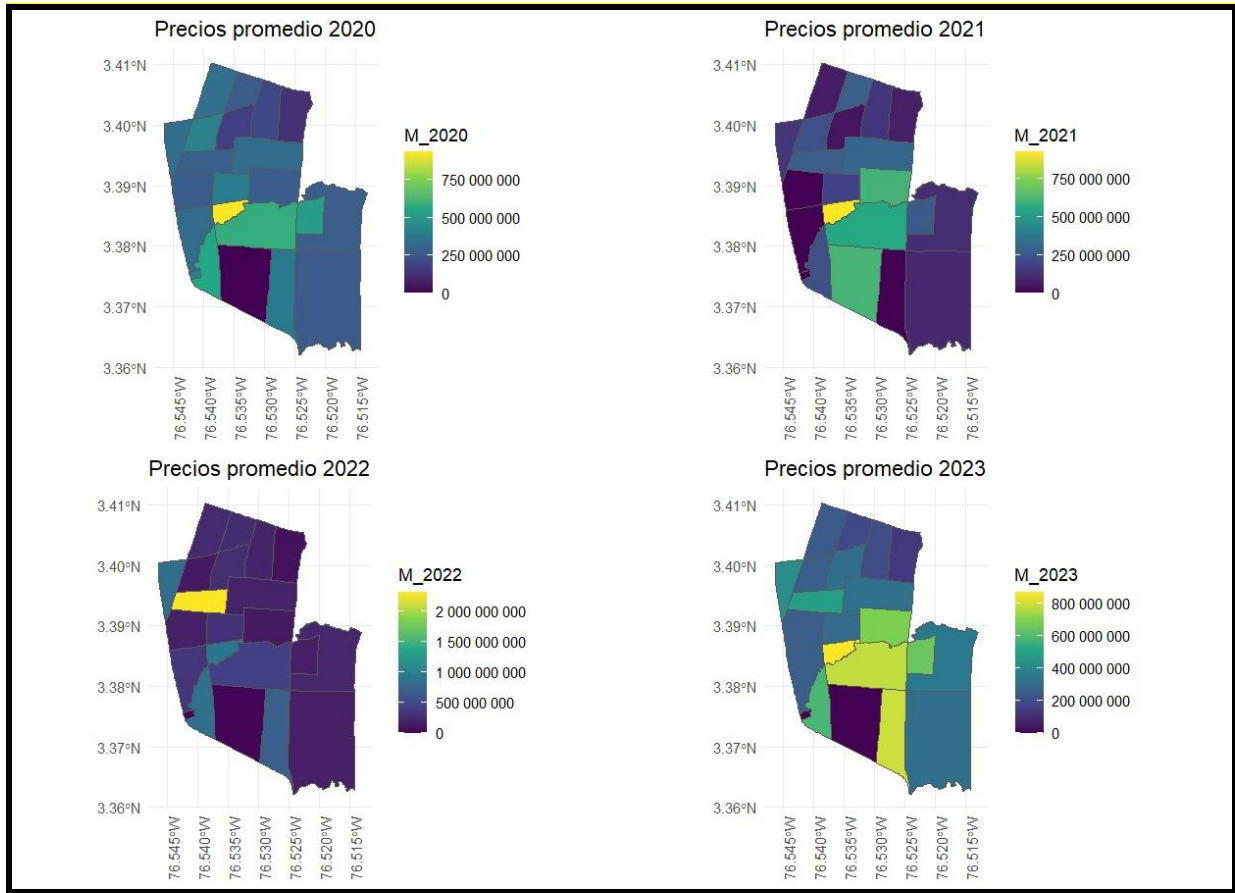 Precios promedio 2020
3.41°N
3.40°N
3.39°N
3.38°N
3.37°N
3.36°N
76.545°W
76.540°W
76.535°W
76.530°W
76.525°W
76.520°W
76.515°W
M_2020
750 000 000
500 000 000
250 000 000
0
Precios promedio 2021
3.41°N
3.40°N
3.39°N
3.38°N
3.37°N
3.36°N
76.545°W
76.540°W
76.535°W
76.530°W
76.525°W
76.520°W
76.515°W
M_2021
750 000 000
500 000 000
250 000 000
0
Precios promedio 2022
3.41°N
3.40°N
3.39°N
3.38°N
3.37°N
3.36°N
76.545°W
76.540°W
76.535°W
76.530°W
76.525°W
76.520°W
76.515°W
M_2022
2 000 000 000
1 500 000 000
1 000 000 000
500 000 000
0
Precios promedio 2023
3.41°N
3.40°N
3.39°N
3.38°N
3.37°N
3.36°N
76.545°W
76.540°W
76.535°W
76.530°W
76.525°W
76.520°W
76.515°W
M_2023
800 000 000
600 000 000
400 000 000
200 000 000
0